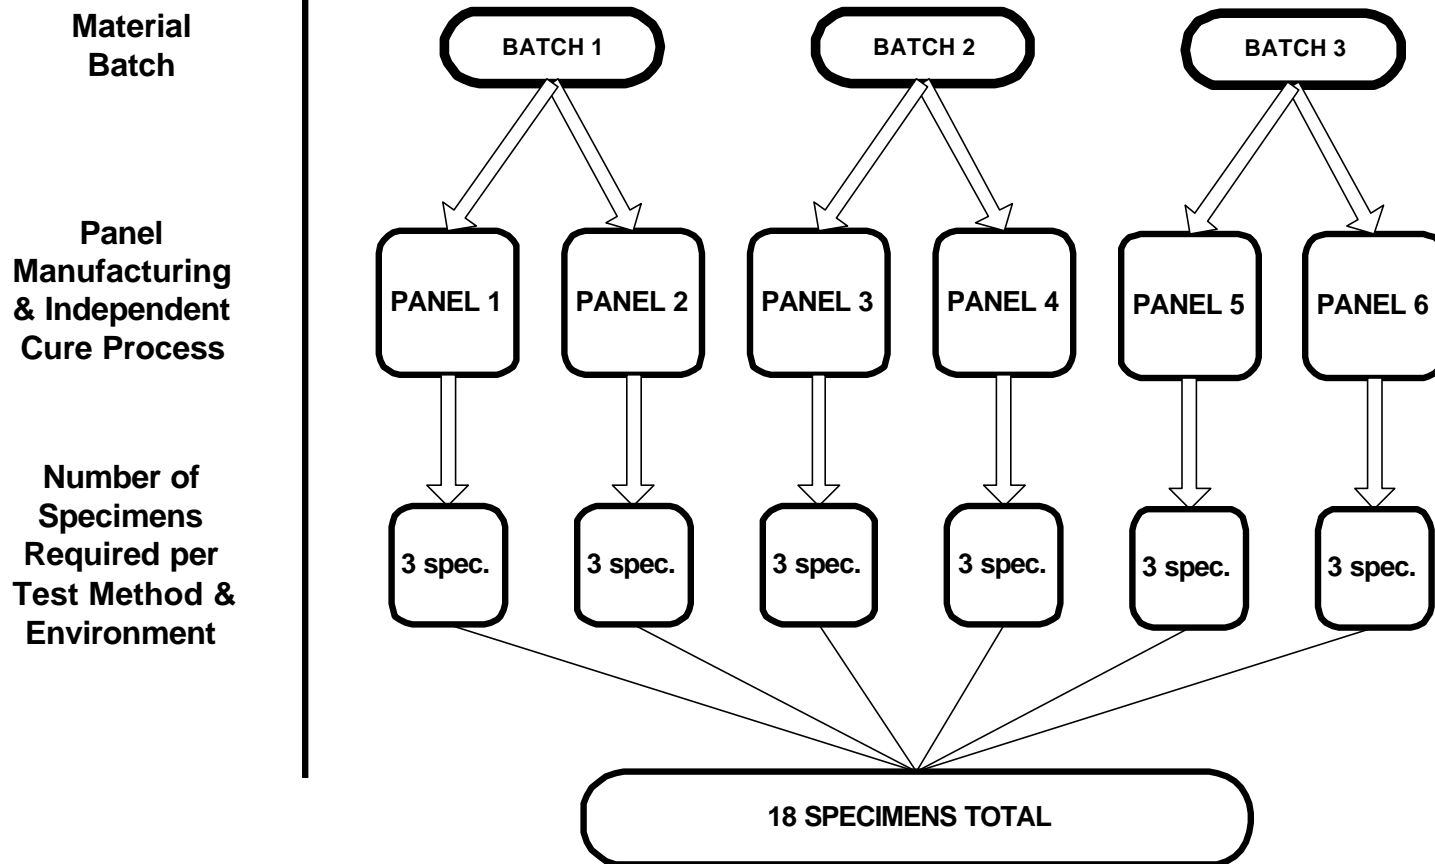 Material
Batch
BATCH 1
BATCH 2
BATCH 3
Panel
Manufacturing
& Independent
Cure Process
PANEL 1
PANEL 2
PANEL 3
PANEL 4
PANEL 5
PANEL 6
Number of
Specimens
Required per
Test Method &
Environment
3 spec.
3 spec.
3 spec.
3 spec.
3 spec.
3 spec.
18 SPECIMENS TOTAL